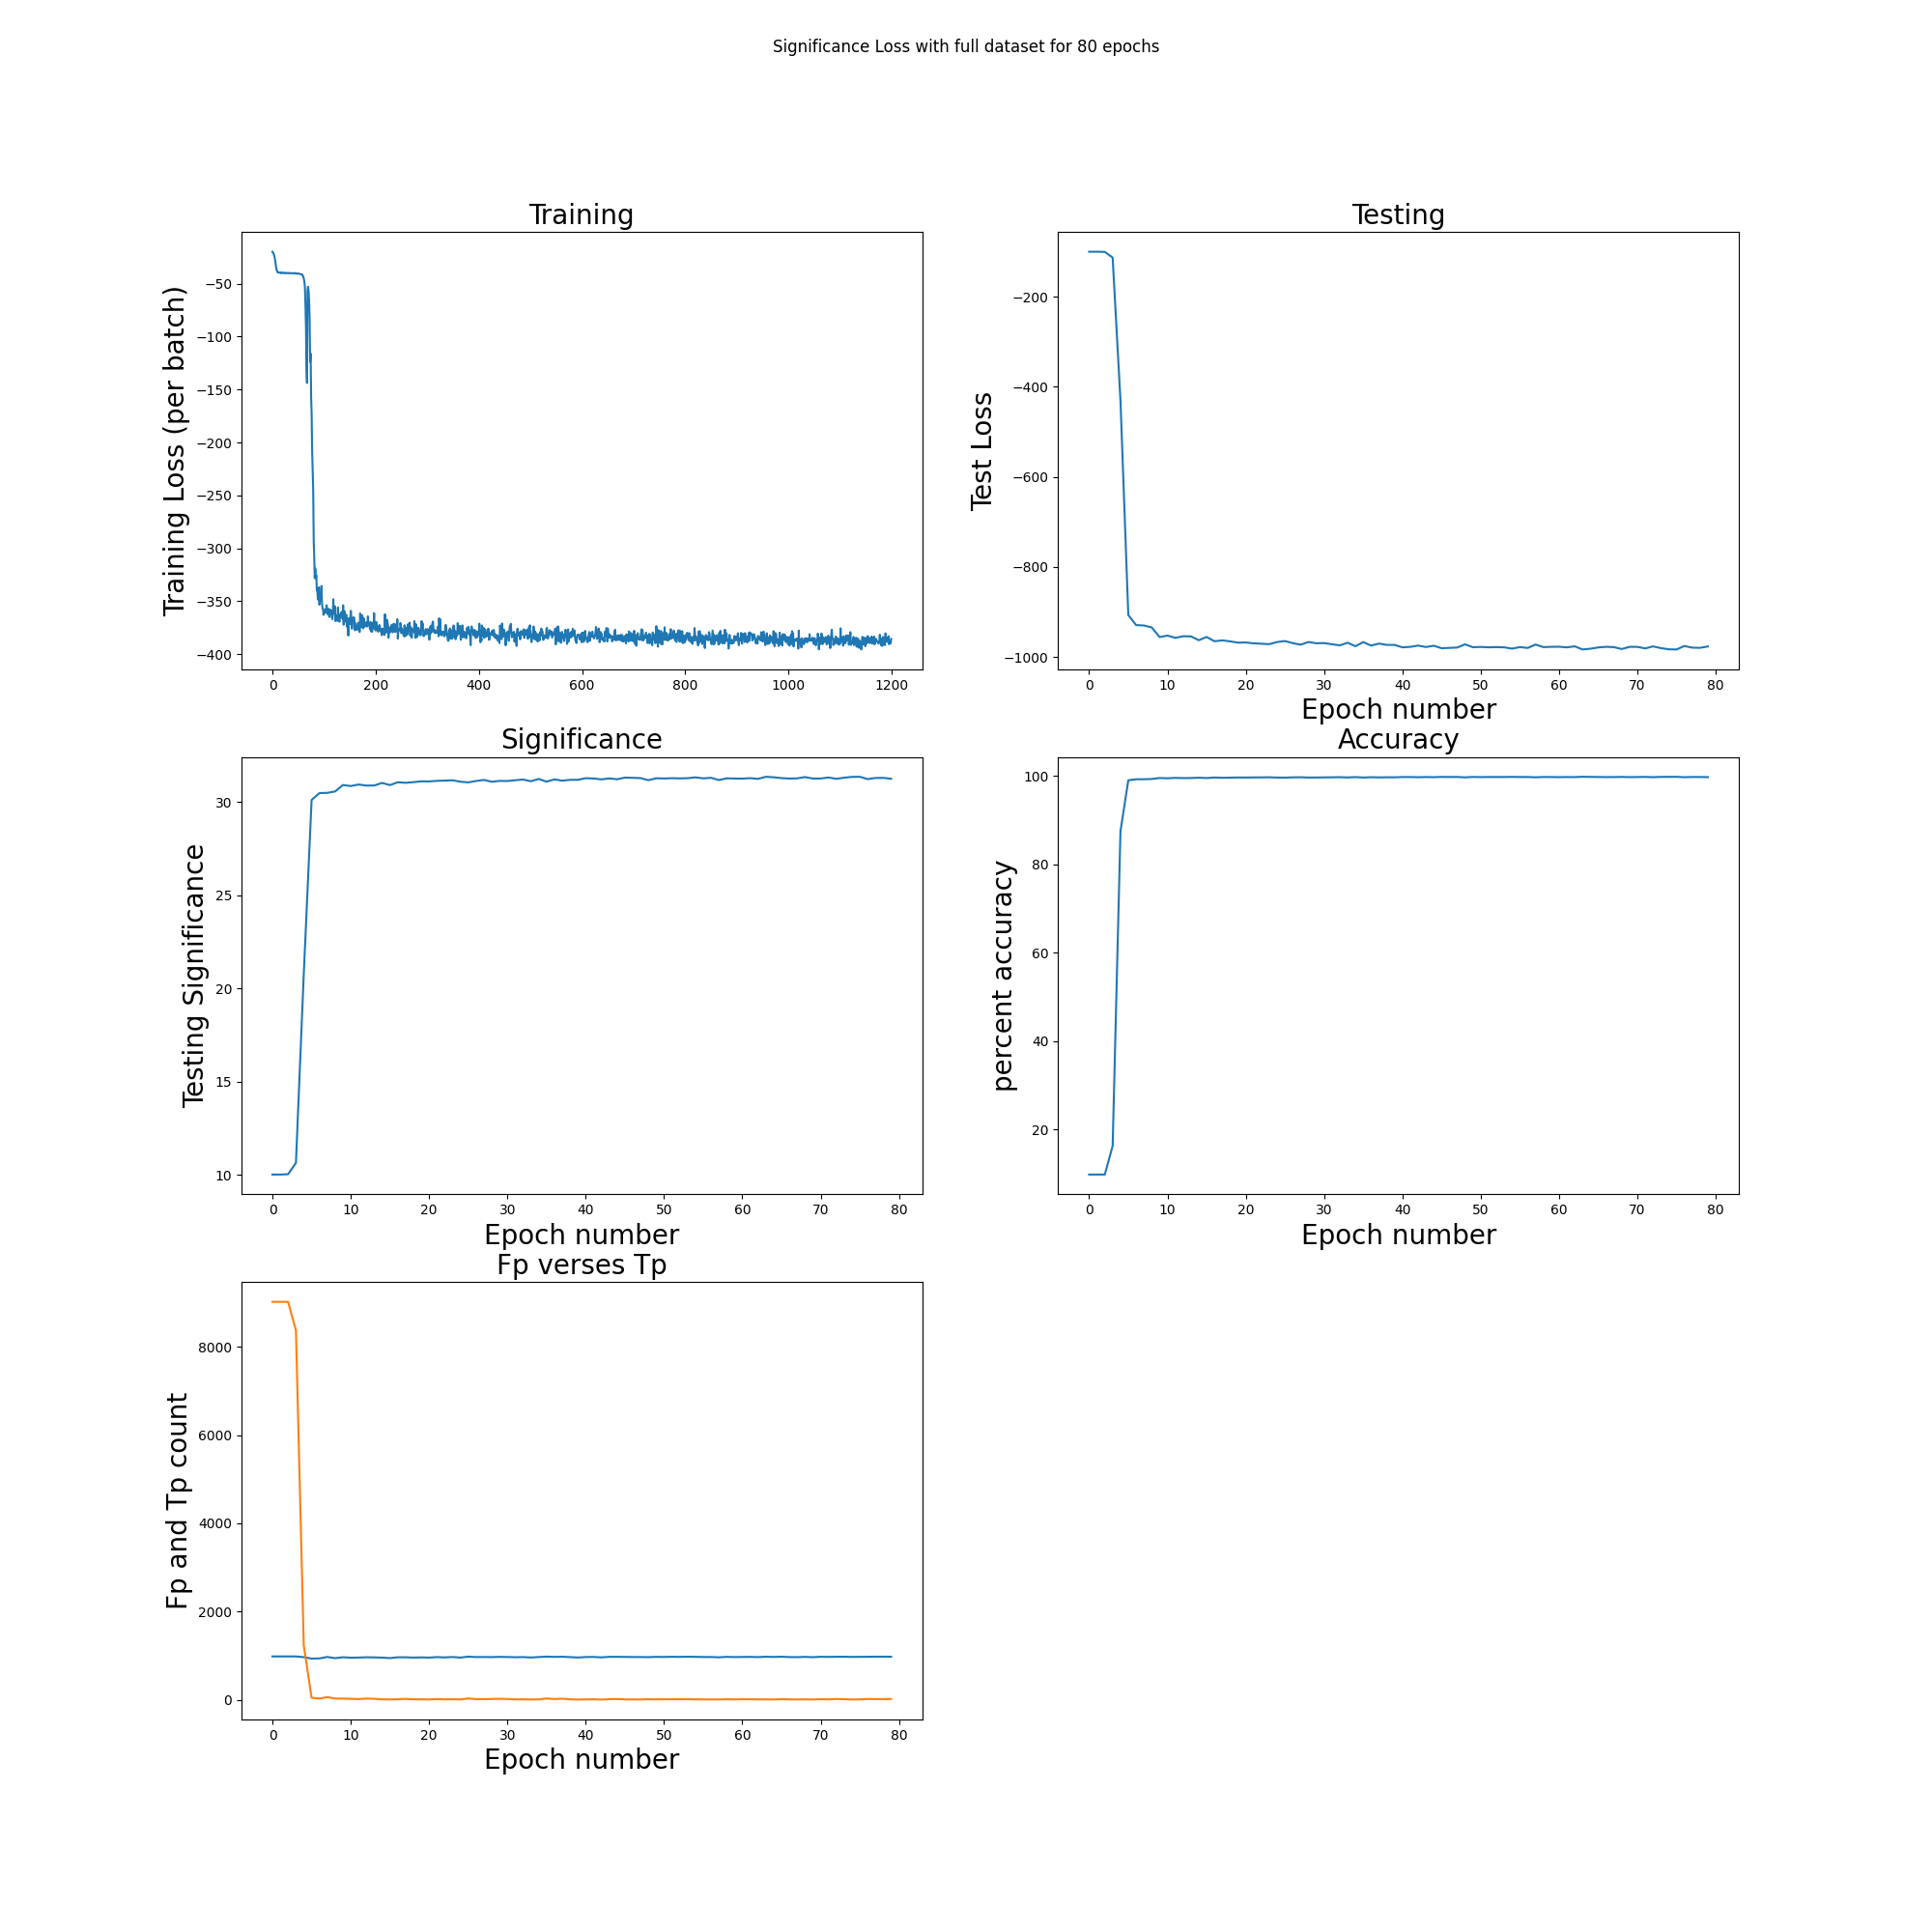 Significance Loss with full dataset for 80 epochs
Training
Training Loss (per batch)
−50
−100
−150
−200
−250
−300
−350
−400
0 200 400 600 800 1000 1200
Testing
Test Loss
−200
−400
−600
−800
−1000
0 10 20 30 40 50 60 70 80
Epoch number
Significance
Testing Significance
30
25
20
15
10
0 10 20 30 40 50 60 70 80
Epoch number
Accuracy
percent accuracy
100
80
60
40
20
0 10 20 30 40 50 60 70 80
Epoch number
Fp verses Tp
Fp and Tp count
8000
6000
4000
2000
0
0 10 20 30 40 50 60 70 80
Epoch number